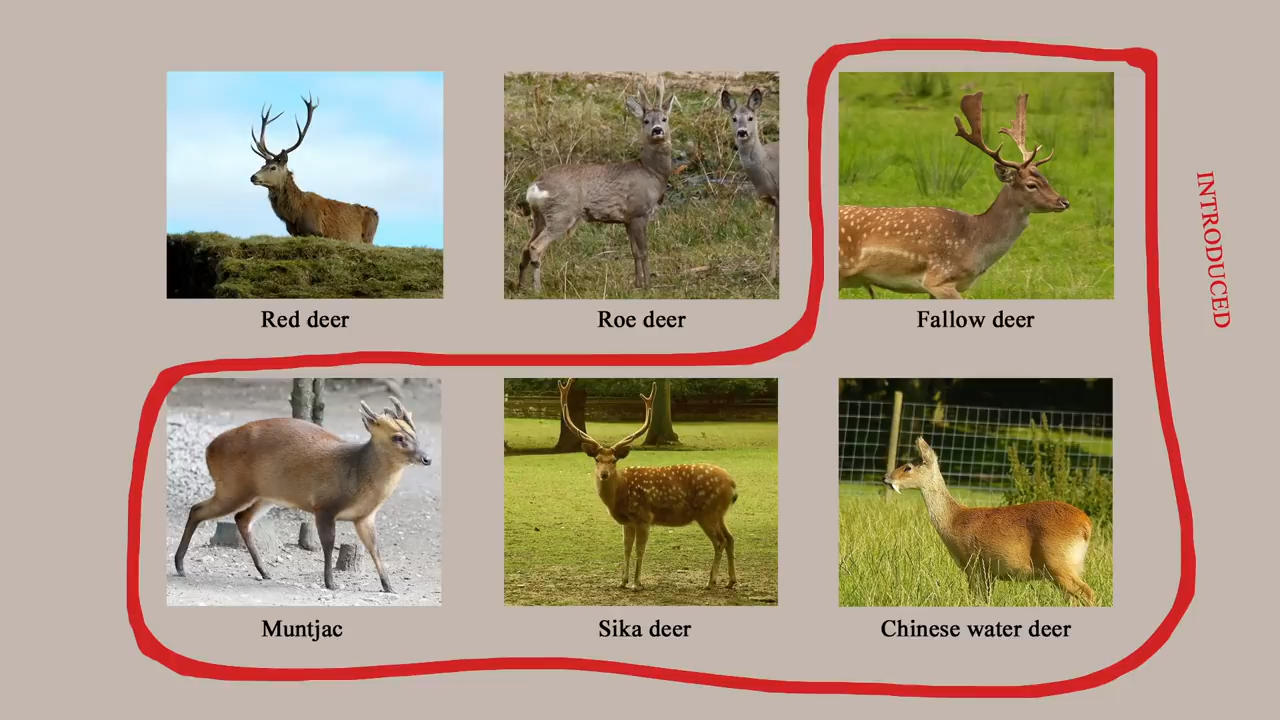 Red deer
Roe deer
Fallow deer
INTRODUCED
Muntjac
Sika deer
Chinese water deer